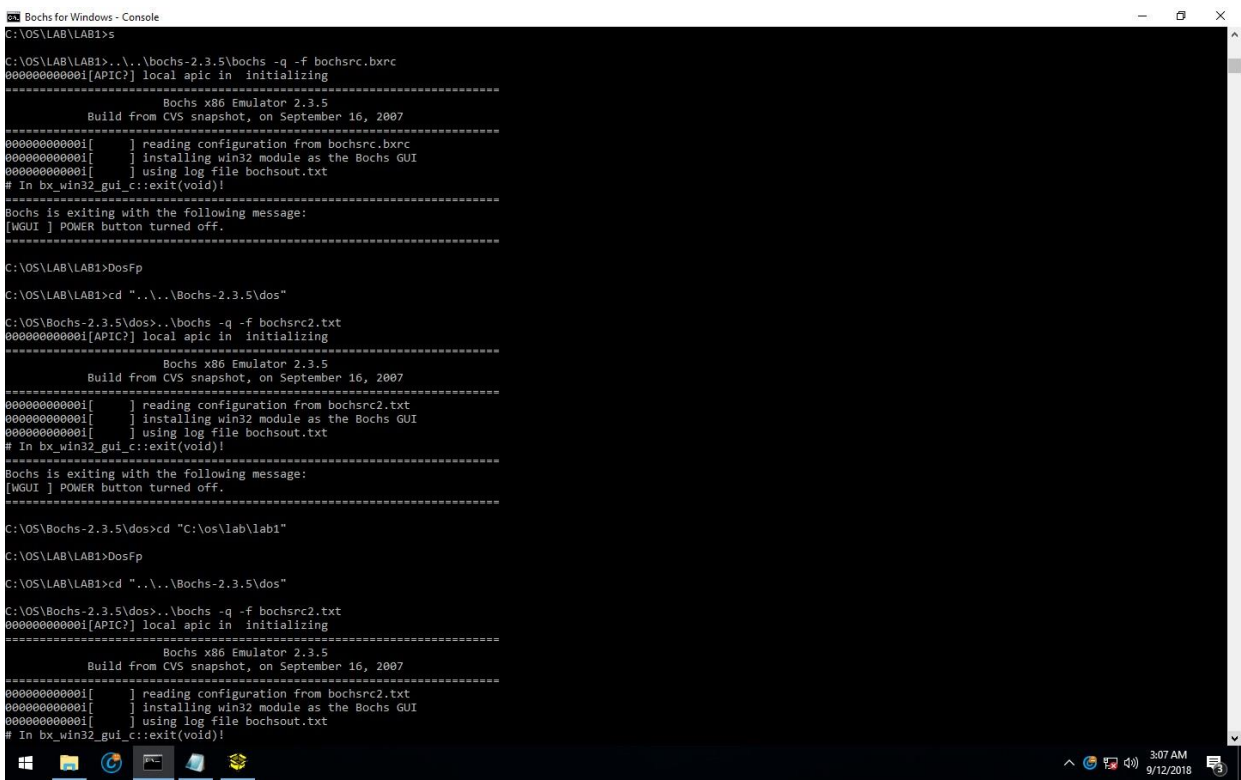 Bochs for Windows - Console
C:\OS\LAB\LAB1>s
C:\OS\LAB\LAB1>..\..\bochs-2.3.5\bochs -q -f bochsrc.bxrc
00000000000i[APIC?] local apic in  initializing
========================================================================
Bochs x86 Emulator 2.3.5
Build from CVS snapshot, on September 16, 2007
========================================================================
00000000000i[     ] reading configuration from bochsrc.bxrc
00000000000i[     ] installing win32 module as the Bochs GUI
00000000000i[     ] using log file bochsout.txt
# In bx_win32_gui_c::exit(void)!
========================================================================
Bochs is exiting with the following message:
[WGUI ] POWER button turned off.
========================================================================
C:\OS\LAB\LAB1>DosFp
C:\OS\LAB\LAB1>cd "..\..\Bochs-2.3.5\dos"
C:\OS\Bochs-2.3.5\dos>..\bochs -q -f bochsrc2.txt
00000000000i[APIC?] local apic in  initializing
========================================================================
Bochs x86 Emulator 2.3.5
Build from CVS snapshot, on September 16, 2007
========================================================================
00000000000i[     ] reading configuration from bochsrc2.txt
00000000000i[     ] installing win32 module as the Bochs GUI
00000000000i[     ] using log file bochsout.txt
# In bx_win32_gui_c::exit(void)!
========================================================================
Bochs is exiting with the following message:
[WGUI ] POWER button turned off.
========================================================================
C:\OS\Bochs-2.3.5\dos>cd "C:\os\lab\lab1"
C:\OS\LAB\LAB1>DosFp
C:\OS\LAB\LAB1>cd "..\..\Bochs-2.3.5\dos"
C:\OS\Bochs-2.3.5\dos>..\bochs -q -f bochsrc2.txt
00000000000i[APIC?] local apic in  initializing
========================================================================
Bochs x86 Emulator 2.3.5
Build from CVS snapshot, on September 16, 2007
========================================================================
00000000000i[     ] reading configuration from bochsrc2.txt
00000000000i[     ] installing win32 module as the Bochs GUI
00000000000i[     ] using log file bochsout.txt
# In bx_win32_gui_c::exit(void)!
3:07 AM
9/12/2018
3